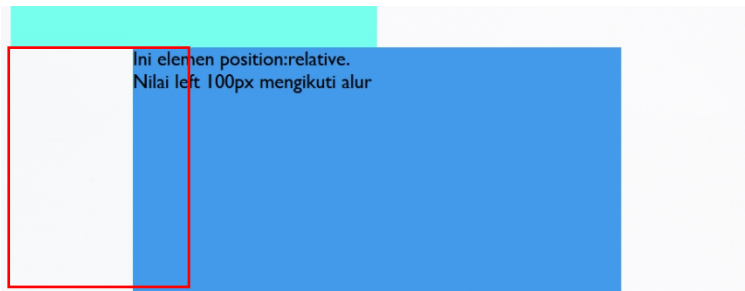 Ini elemen position:relative.
Nilai left 100px mengikuti alur